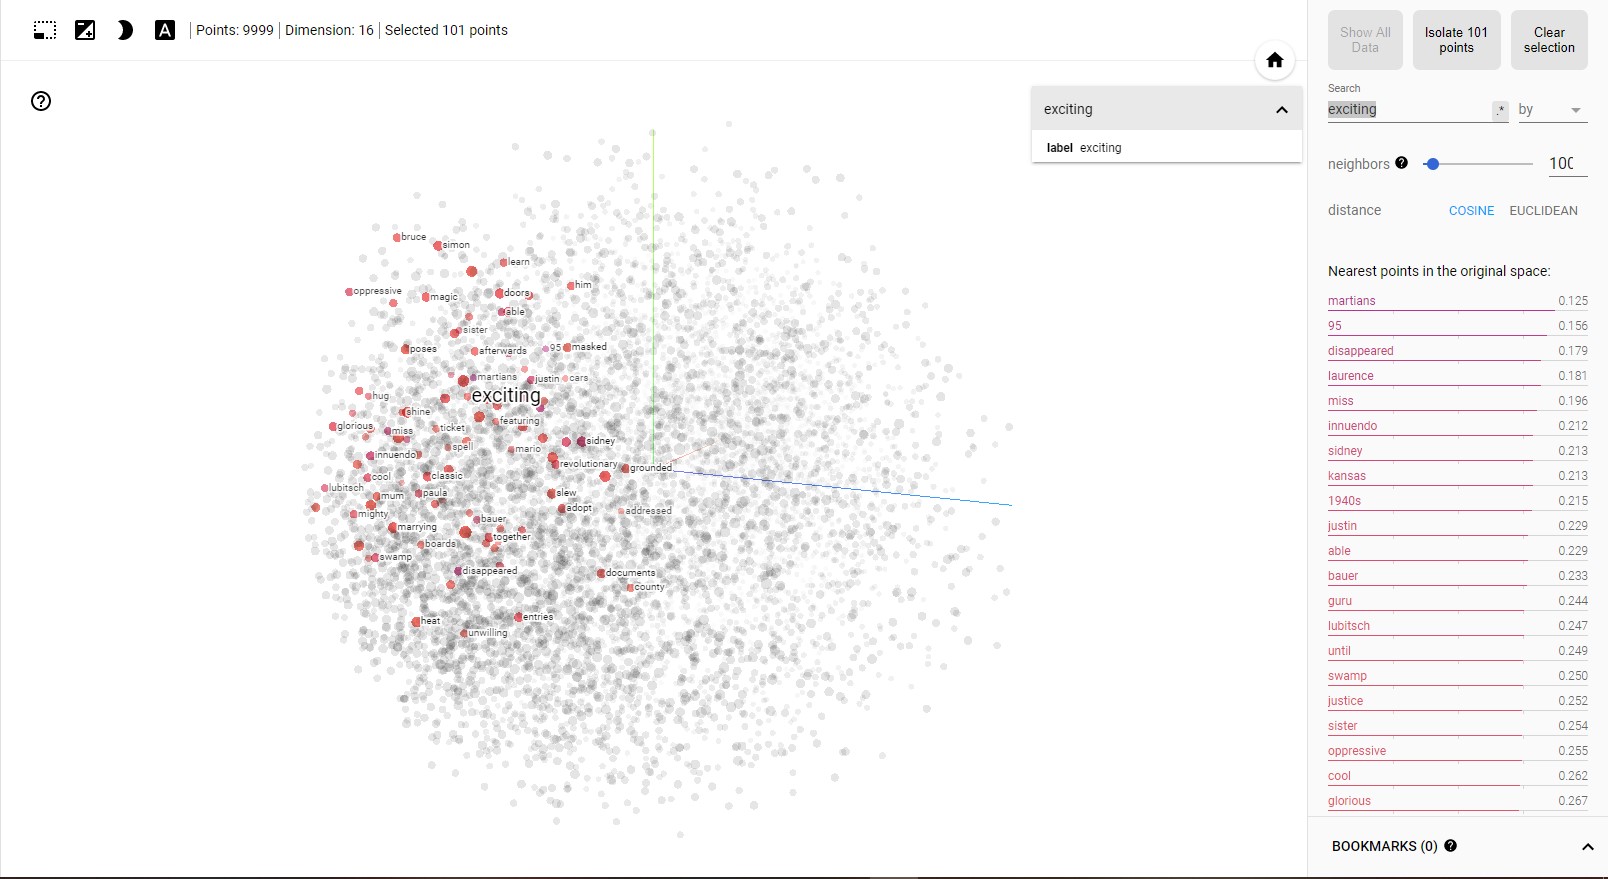 Points: 9999 | Dimension: 16 | Selected 101 points
exciting
label exciting
bruce
simon
learn
oppressive
magic
doors
him
able
sister
poses
afterwards
95
masked
martians
justin
cars
exciting
hug
shine
glorious
miss
ticket
featuring
spell
mario
sidney
innuendo
revolutionary
grounded
cool
classic
lubitsch
mum
paula
slew
mighty
adopt
addressed
marrying
bauer
boards
together
swamp
disappeared
documents
county
heat
entries
unwilling
Show All Data
Isolate 101 points
Clear selection
Search
exciting .* by
neighbors ? 100
distance COSINE EUCLIDEAN
Nearest points in the original space:
martians 0.125
95 0.156
disappeared 0.179
laurence 0.181
miss 0.196
innuendo 0.212
sidney 0.213
kansas 0.213
1940s 0.215
justin 0.229
able 0.229
bauer 0.233
guru 0.244
lubitsch 0.247
until 0.249
swamp 0.250
justice 0.252
sister 0.254
oppressive 0.255
cool 0.262
glorious 0.267
BOOKMARKS (0) ?